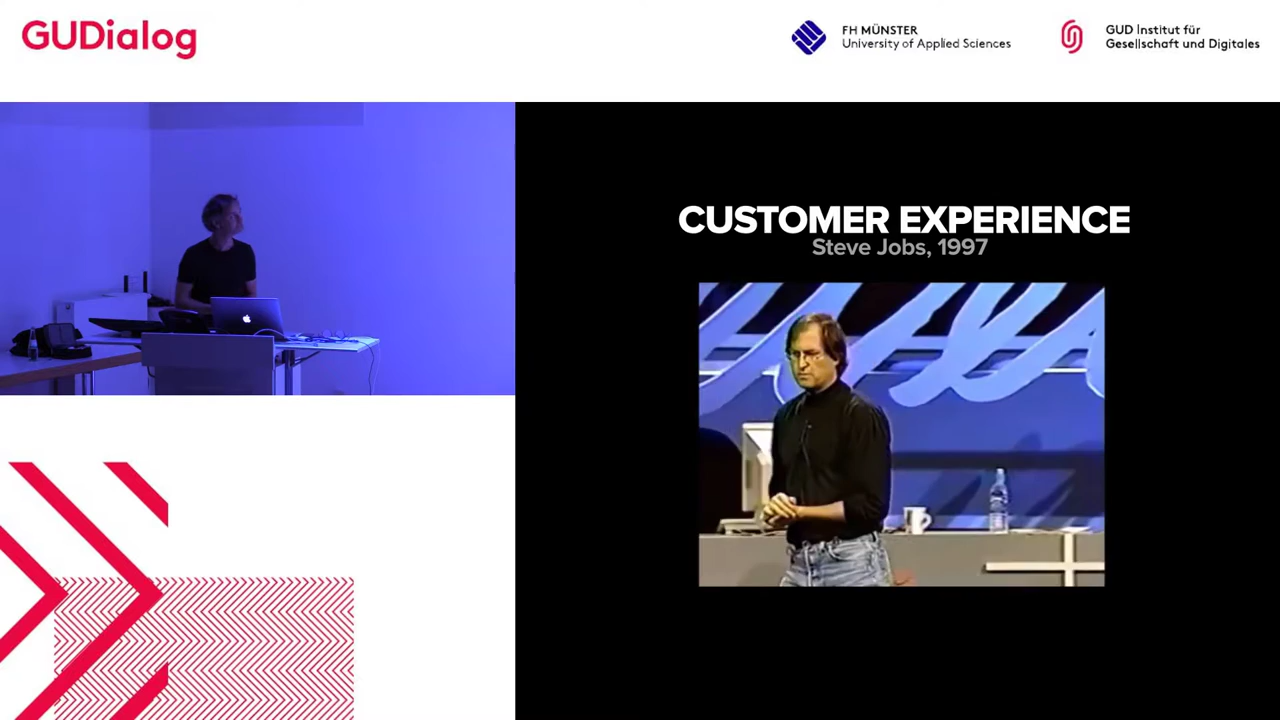 GUDialog
FH MÜNSTER
University of Applied Sciences
GUD Institut für
Gesellschaft und Digitales
CUSTOMER EXPERIENCE
Steve Jobs, 1997